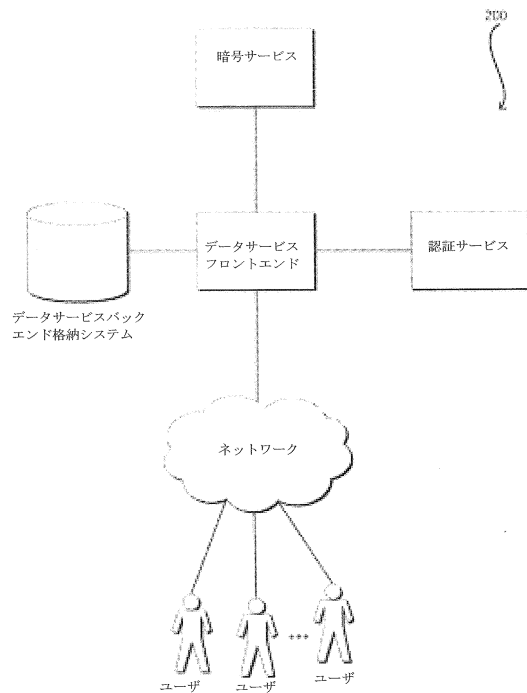 200
暗号サービス
データサービス
フロントエンド
認証サービス
データサービスバック
エンド格納システム
ネットワーク
...
ユーザ
ユーザ
ユーザ